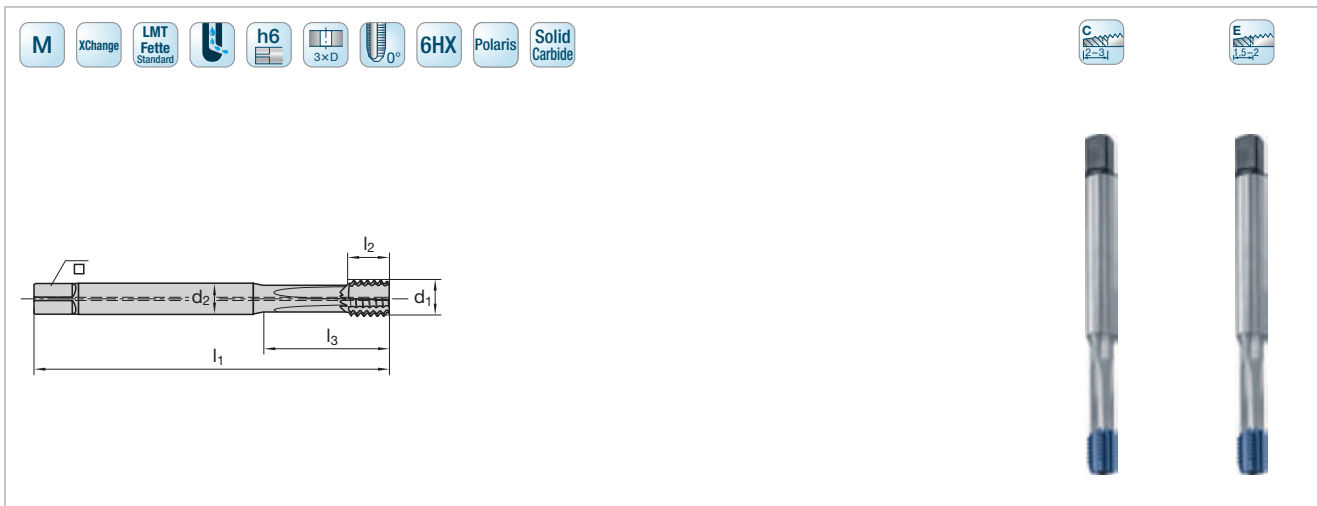 M
XChange
LMT
Fette
Standard
h6
3×D
0°
6HX
Polaris
Solid
Carbide
C
2–3
E
1,5–2
l2
d2
d1
l3
l1